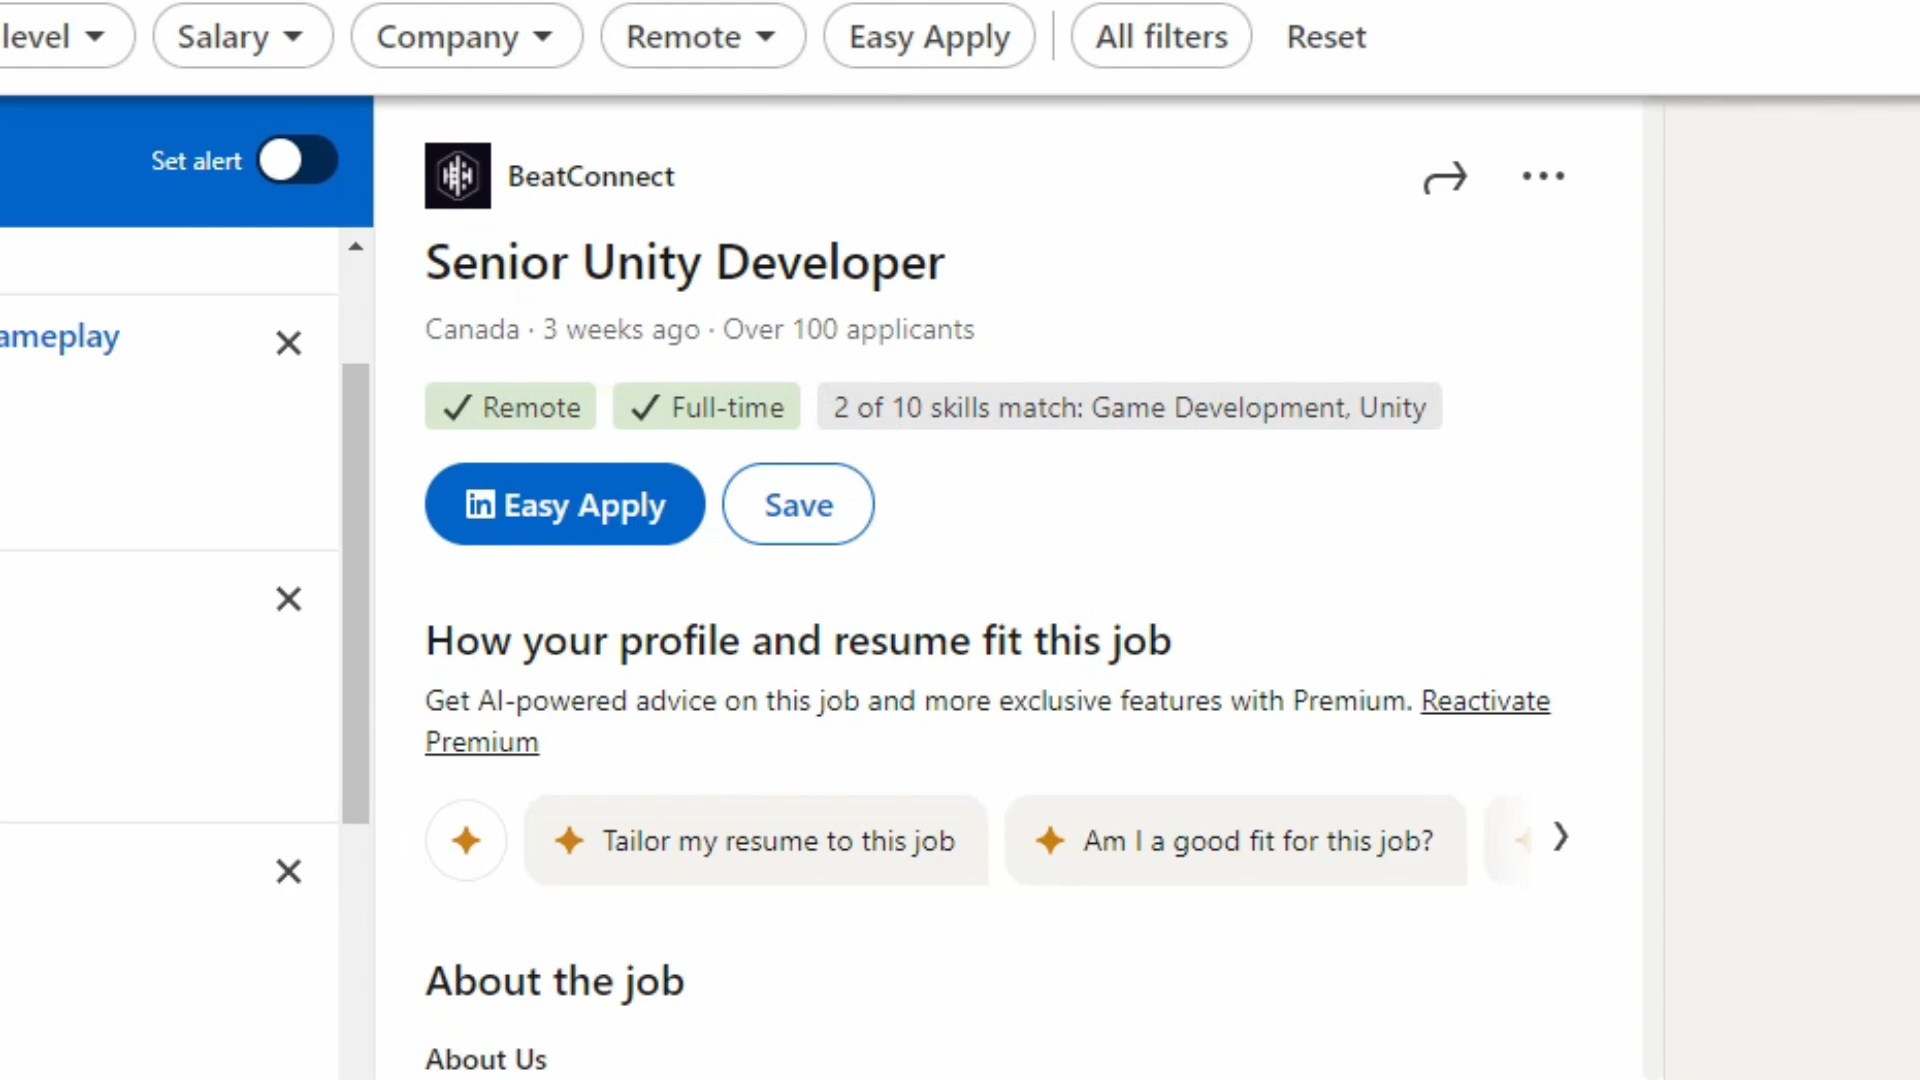 level
Salary
Company
Remote
Easy Apply
All filters
Reset
Set alert
BeatConnect
Senior Unity Developer
Canada · 3 weeks ago · Over 100 applicants
ameplay
Remote
Full-time
2 of 10 skills match: Game Development, Unity
in Easy Apply
Save
How your profile and resume fit this job
Get AI-powered advice on this job and more exclusive features with Premium. Reactivate
Premium
Tailor my resume to this job
Am I a good fit for this job?
About the job
About Us